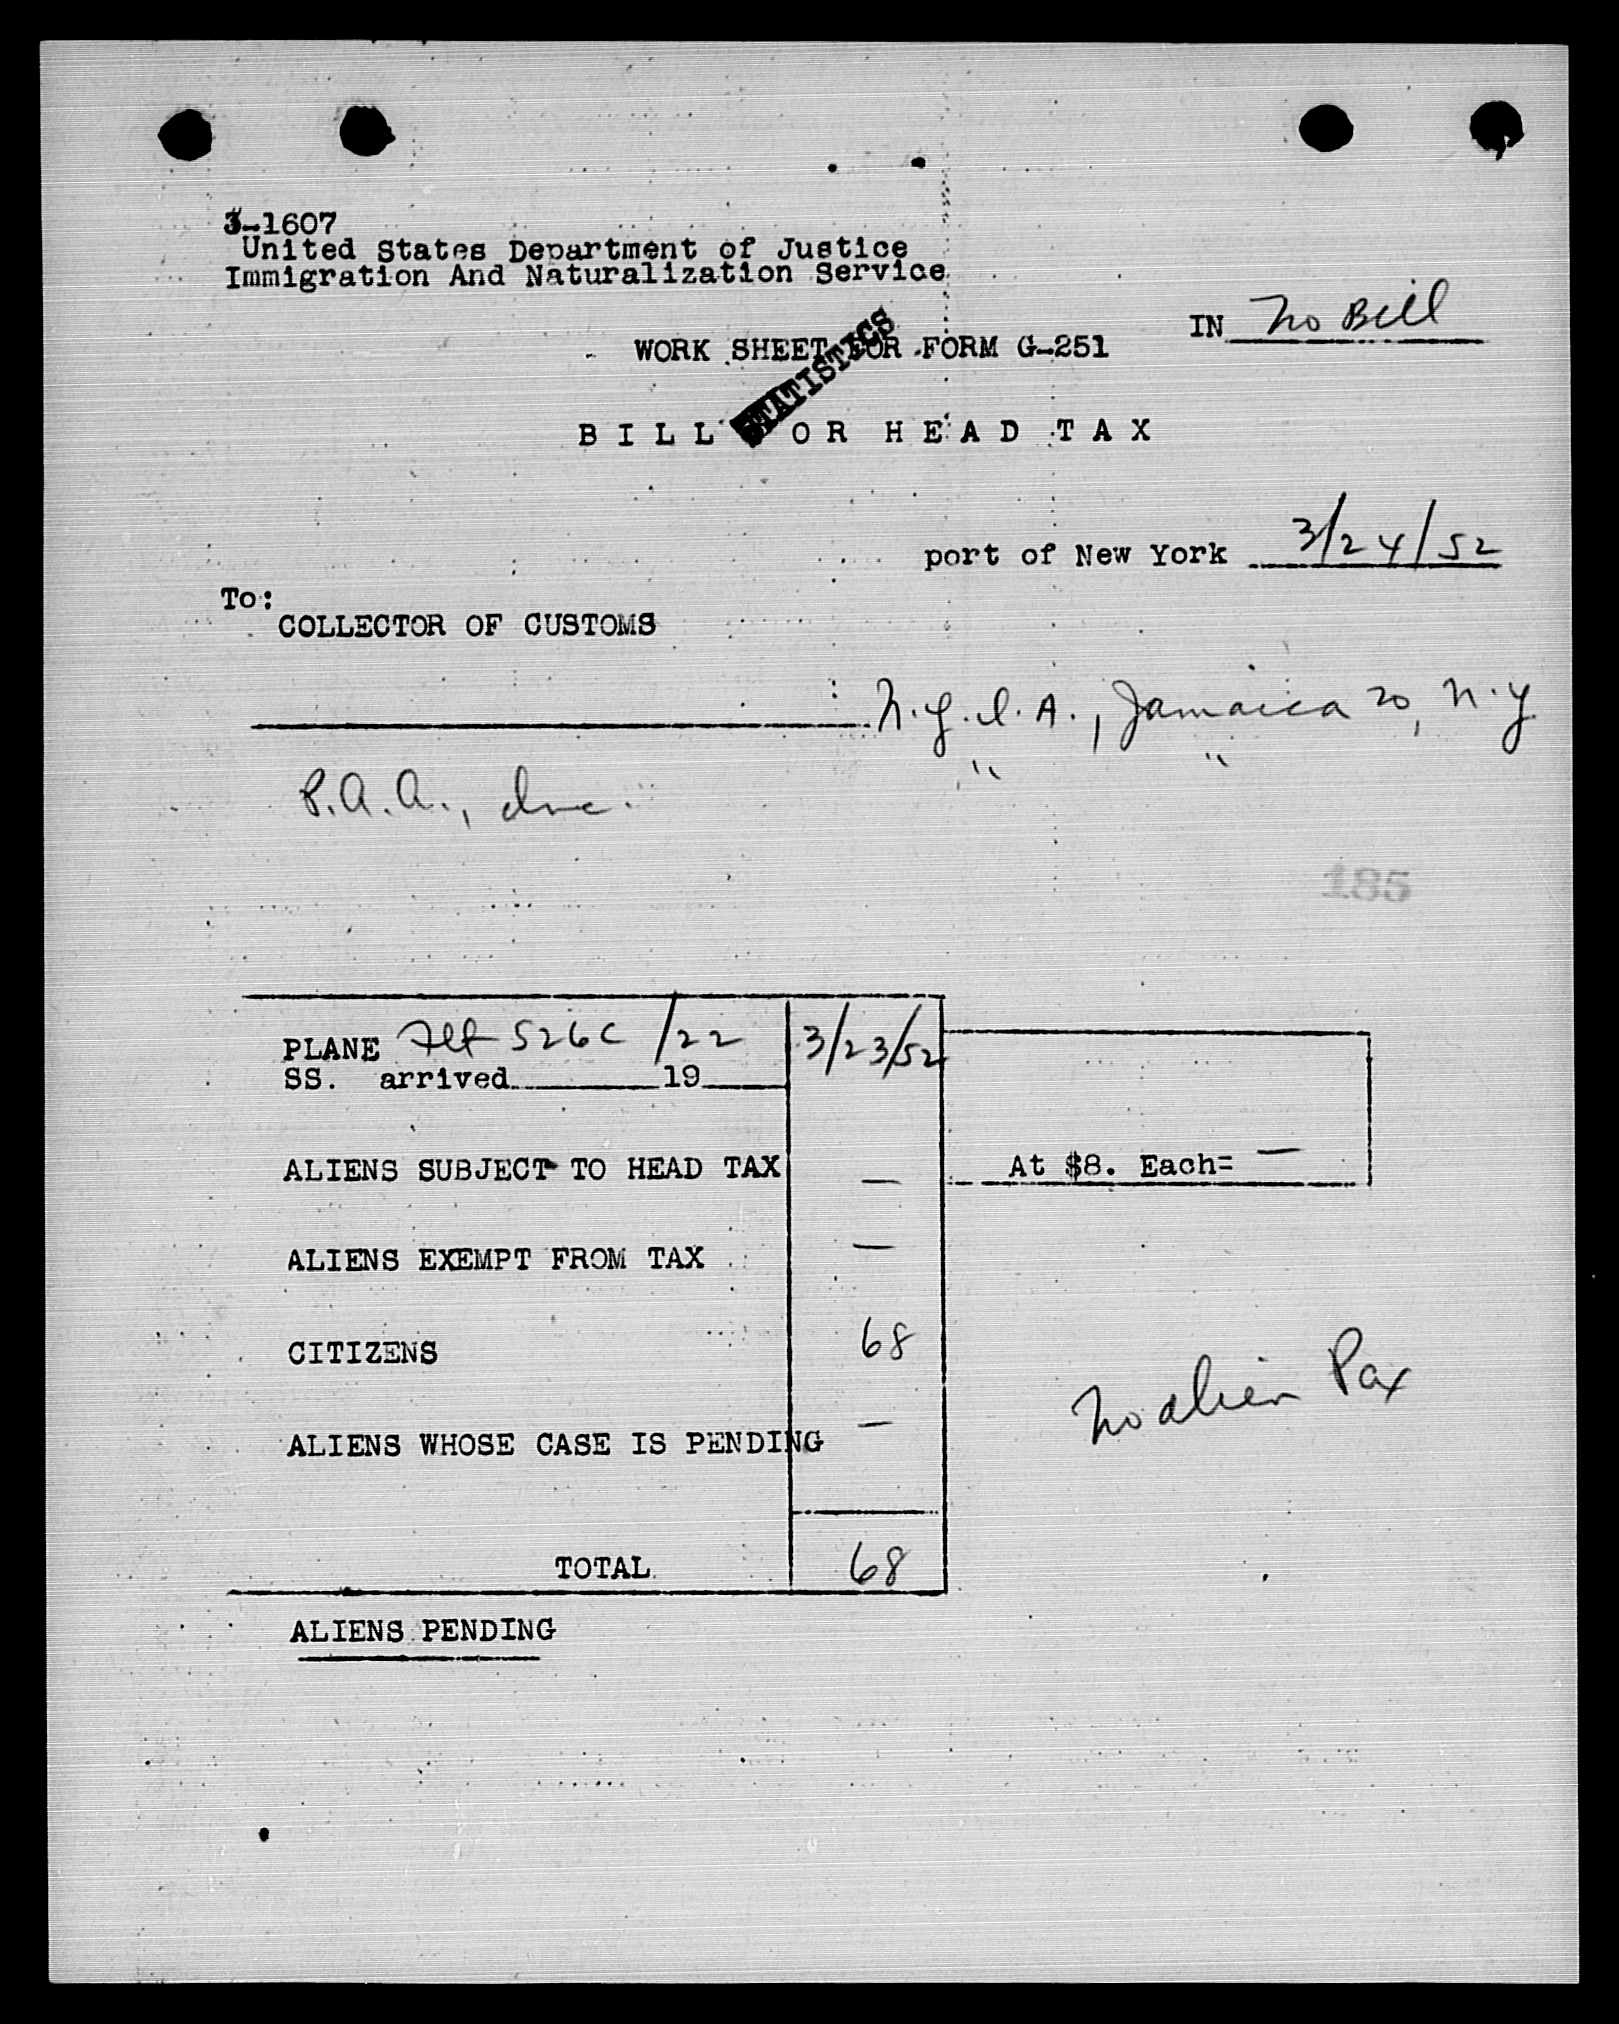 3-1607
United States Department of Justice
Immigration And Naturalization Service
IN No Bill
WORK SHEET FOR FORM G-251
STATISTICS
BILL FOR HEAD TAX
port of New York 3/24/52
To:
COLLECTOR OF CUSTOMS
N.Y.I.A., Jamaica 20, N.Y
P.A.A., Inc. " "
185
PLANE Flt 526C /22 3/23/52
SS. arrived 19
ALIENS SUBJECT TO HEAD TAX — At $8. Each= —
ALIENS EXEMPT FROM TAX —
CITIZENS 68
No alien Pax
ALIENS WHOSE CASE IS PENDING —
TOTAL 68
ALIENS PENDING